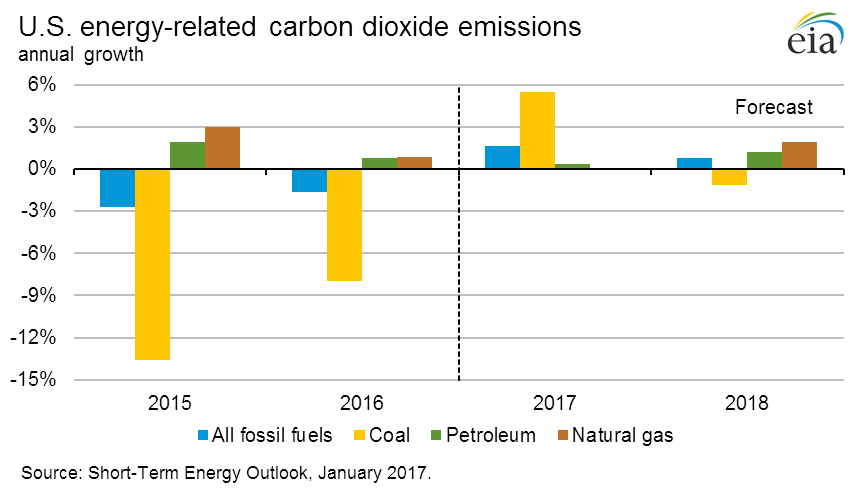 U.S. energy-related carbon dioxide emissions
annual growth
eia
6%
Forecast
3%
0%
-3%
-6%
-9%
-12%
-15%
2015 2016 2017 2018
All fossil fuels Coal Petroleum Natural gas
Source: Short-Term Energy Outlook, January 2017.